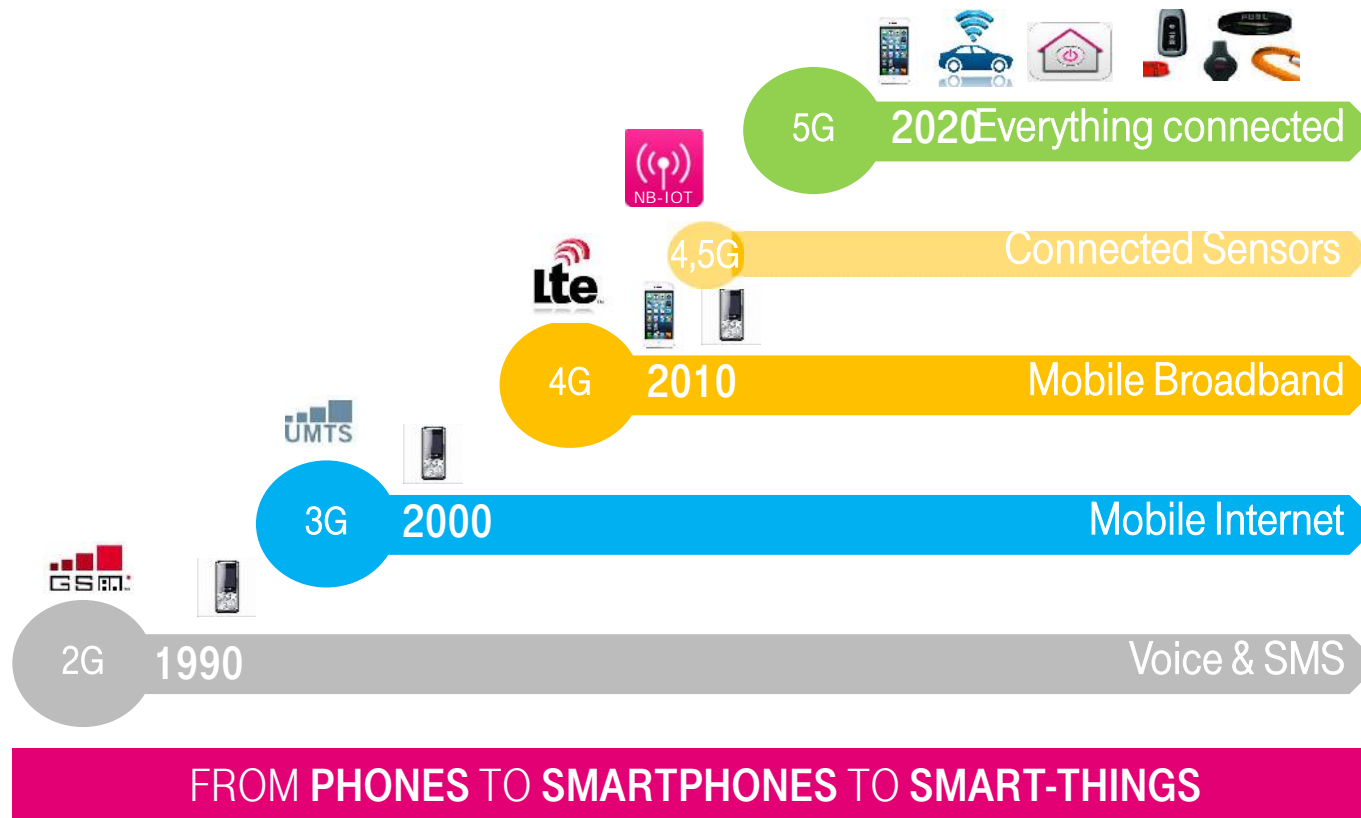 5G 2020 Everything connected
NB-IOT
4,5G Connected Sensors
Lte
4G 2010 Mobile Broadband
UMTS
3G 2000 Mobile Internet
GSM
2G 1990 Voice & SMS
FROM PHONES TO SMARTPHONES TO SMART-THINGS